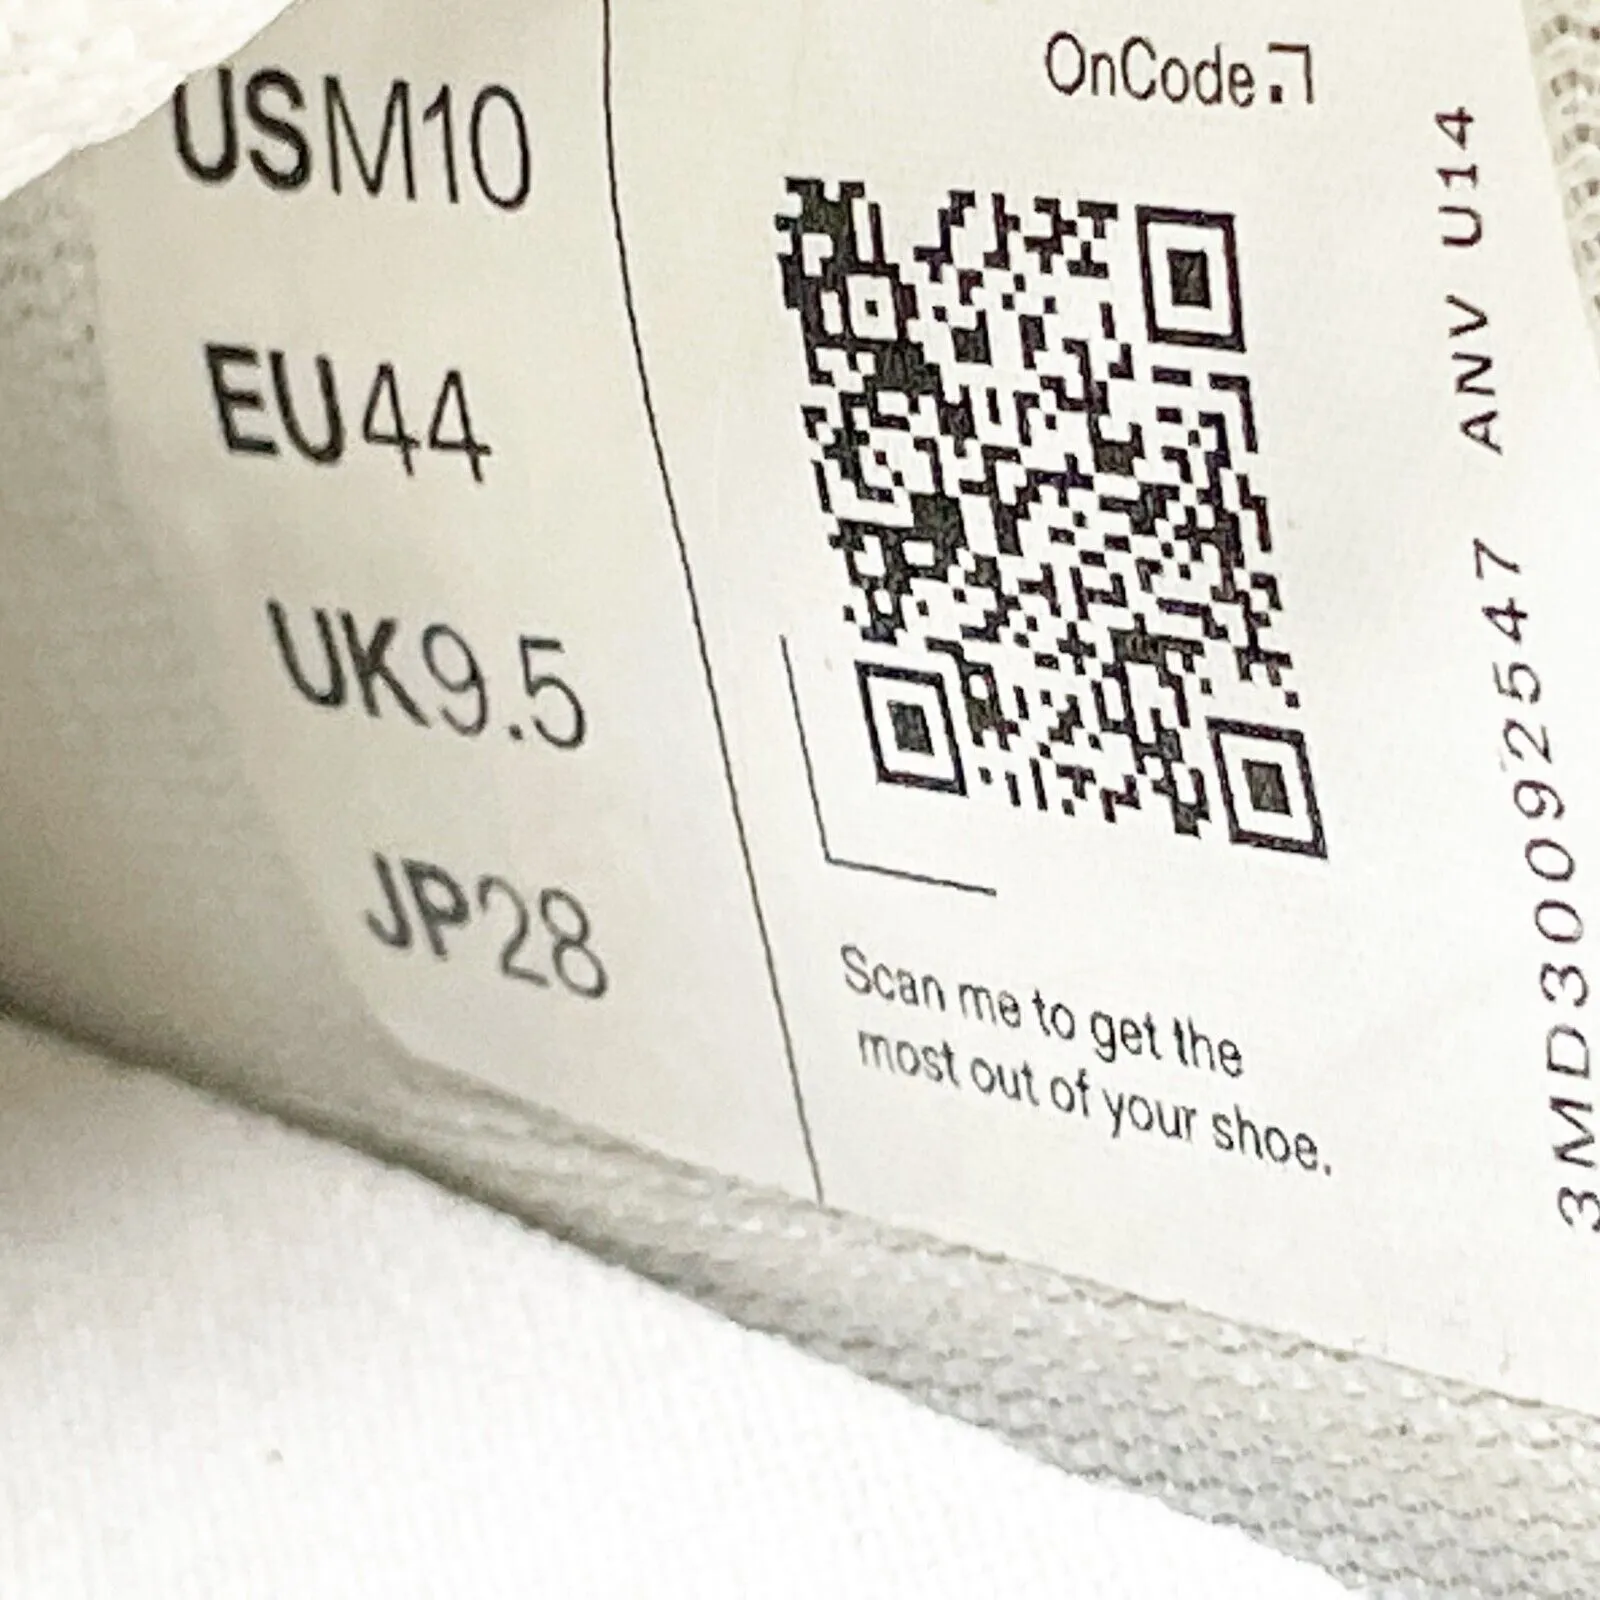 USM10
EU44
UK9.5
JP28
OnCode.
Scan me to get the
most out of your shoe.
3MD30092547 ANV U14